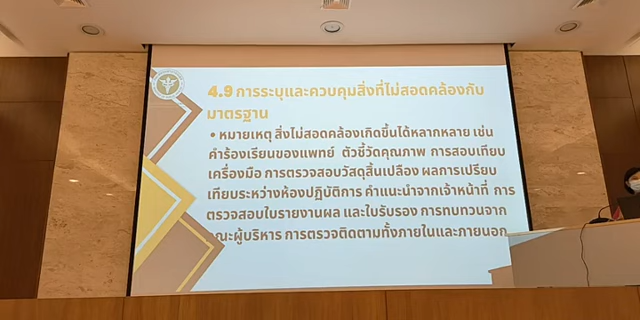 4.9 การระบุและควบคุมสิ่งที่ไม่สอดคล้องกับ
มาตรฐาน
• หมายเหตุ สิ่งไม่สอดคล้องเกิดขึ้นได้หลากหลาย เช่น
คำร้องเรียนของแพทย์ ตัวชี้วัดคุณภาพ การสอบเทียบ
เครื่องมือ การตรวจสอบวัสดุสิ้นเปลือง ผลการเปรียบ
เทียบระหว่างห้องปฏิบัติการ คำแนะนำจากเจ้าหน้าที่ การ
ตรวจสอบใบรายงานผล และใบรับรอง การทบทวนจาก
คณะผู้บริหาร การตรวจติดตามทั้งภายในและภายนอก